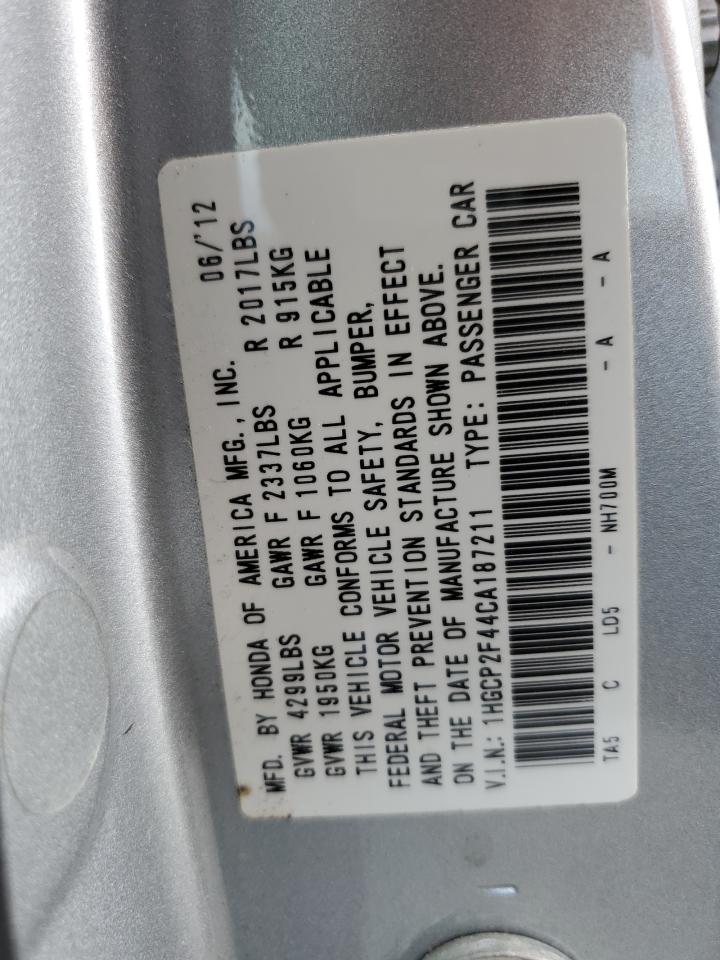 MFD. BY HONDA OF AMERICA MFG., INC. 06/'12
GVWR 4299LBS GAWR F 2337LBS R 2017LBS
GVWR 1950KG GAWR F 1060KG R 915KG
THIS VEHICLE CONFORMS TO ALL APPLICABLE
FEDERAL MOTOR VEHICLE SAFETY, BUMPER,
AND THEFT PREVENTION STANDARDS IN EFFECT
ON THE DATE OF MANUFACTURE SHOWN ABOVE.
V.I.N.: 1HGCP2F44CA187211 TYPE: PASSENGER CAR
TA5 C LD5 - NH700M - A - A